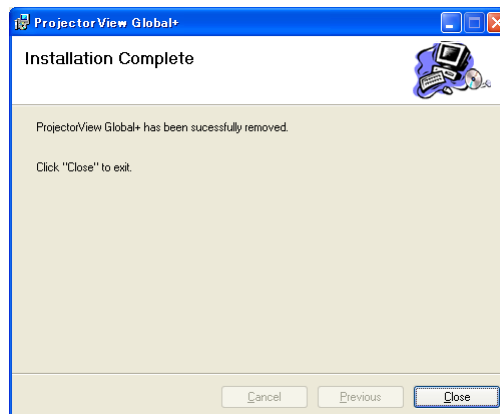 ProjectorView Global+
Installation Complete
ProjectorView Global+ has been sucessfully removed.
Click "Close" to exit.
Cancel
Previous
Close